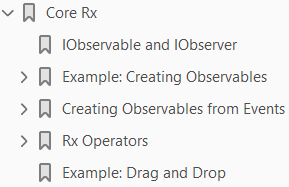 Core Rx
IObservable and IObserver
Example: Creating Observables
Creating Observables from Events
Rx Operators
Example: Drag and Drop